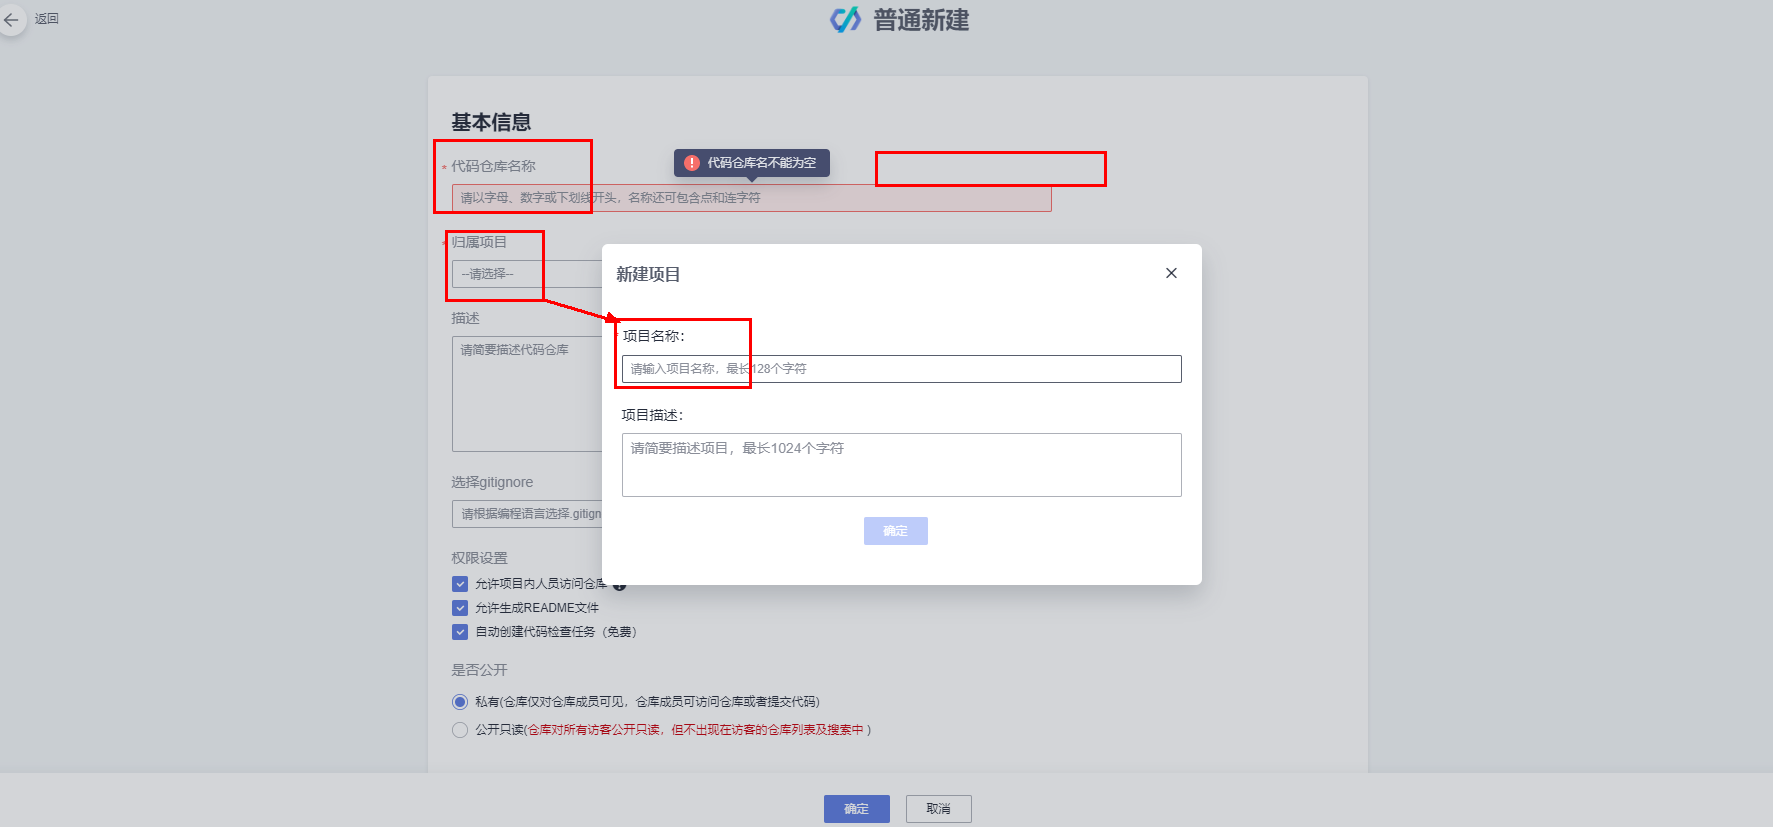 返回
普通新建
基本信息
* 代码仓库名称
代码仓库名不能为空
请以字母、数字或下划线开头，名称还可包含点和连字符
* 归属项目
--请选择--
新建项目
项目名称：
请输入项目名称，最长128个字符
项目描述：
请简要描述项目，最长1024个字符
确定
描述
请简要描述代码仓库
选择gitignore
请根据编程语言选择.gitign
权限设置
允许项目内人员访问仓库
允许生成README文件
自动创建代码检查任务（免费）
是否公开
私有(仓库仅对仓库成员可见，仓库成员可访问仓库或者提交代码)
公开只读(仓库对所有访客公开只读，但不出现在访客的仓库列表及搜索中 )
确定
取消